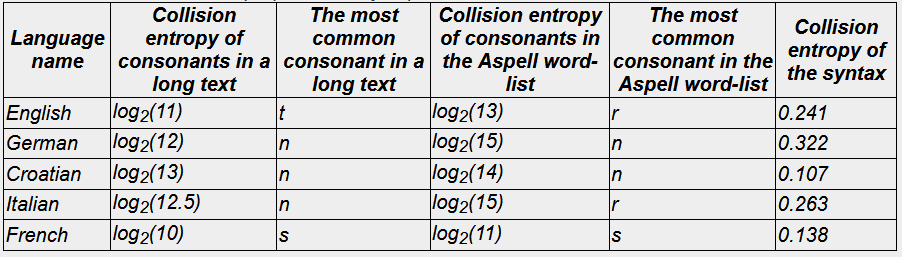 Language name | Collision entropy of consonants in a long text | The most common consonant in a long text | Collision entropy of consonants in the Aspell word-list | The most common consonant in the Aspell word-list | Collision entropy of the syntax
English | log2(11) | t | log2(13) | r | 0.241
German | log2(12) | n | log2(15) | n | 0.322
Croatian | log2(13) | n | log2(14) | n | 0.107
Italian | log2(12.5) | n | log2(15) | r | 0.263
French | log2(10) | s | log2(11) | s | 0.138